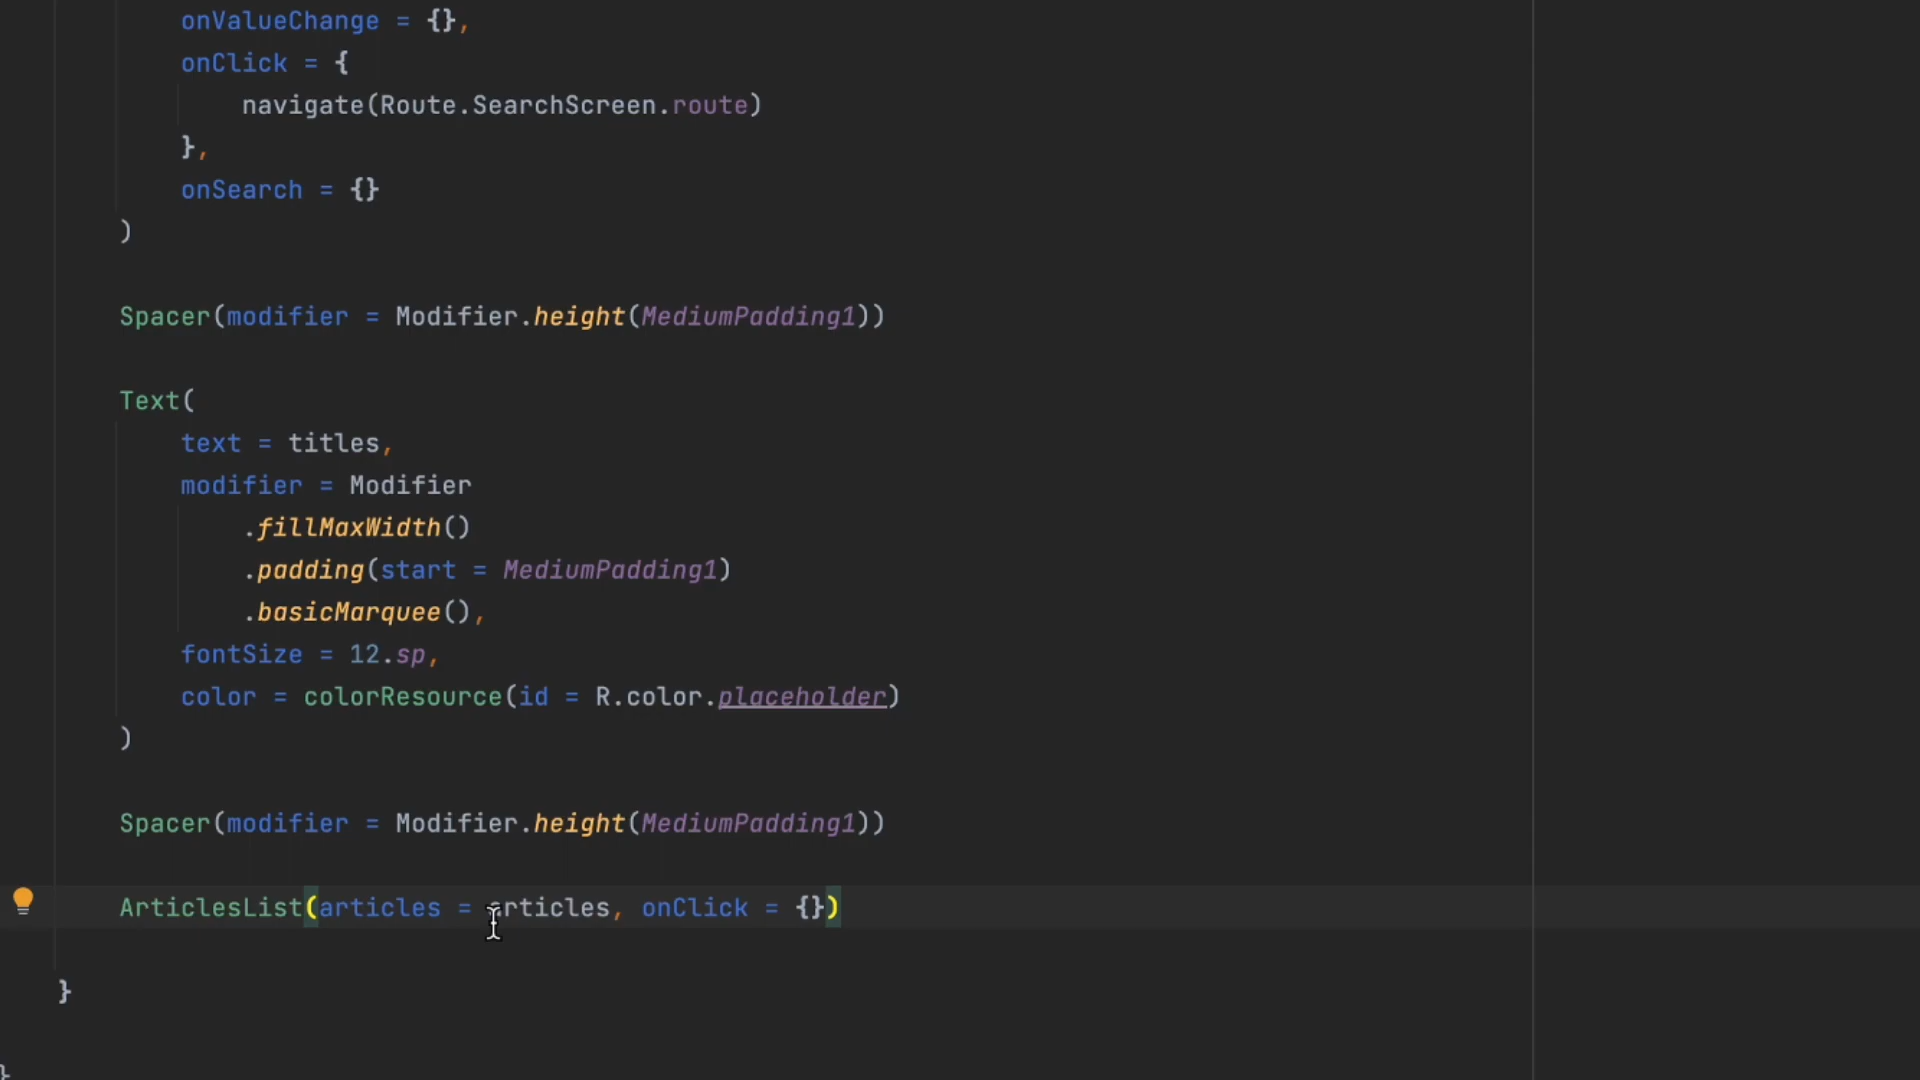 onValueChange = {},
onClick = {
navigate(Route.SearchScreen.route)
},
onSearch = {}
)
Spacer(modifier = Modifier.height(MediumPadding1))
Text(
text = titles,
modifier = Modifier
.fillMaxWidth()
.padding(start = MediumPadding1)
.basicMarquee(),
fontSize = 12.sp,
color = colorResource(id = R.color.placeholder)
)
Spacer(modifier = Modifier.height(MediumPadding1))
ArticlesList(articles = articles, onClick = {})
}
}